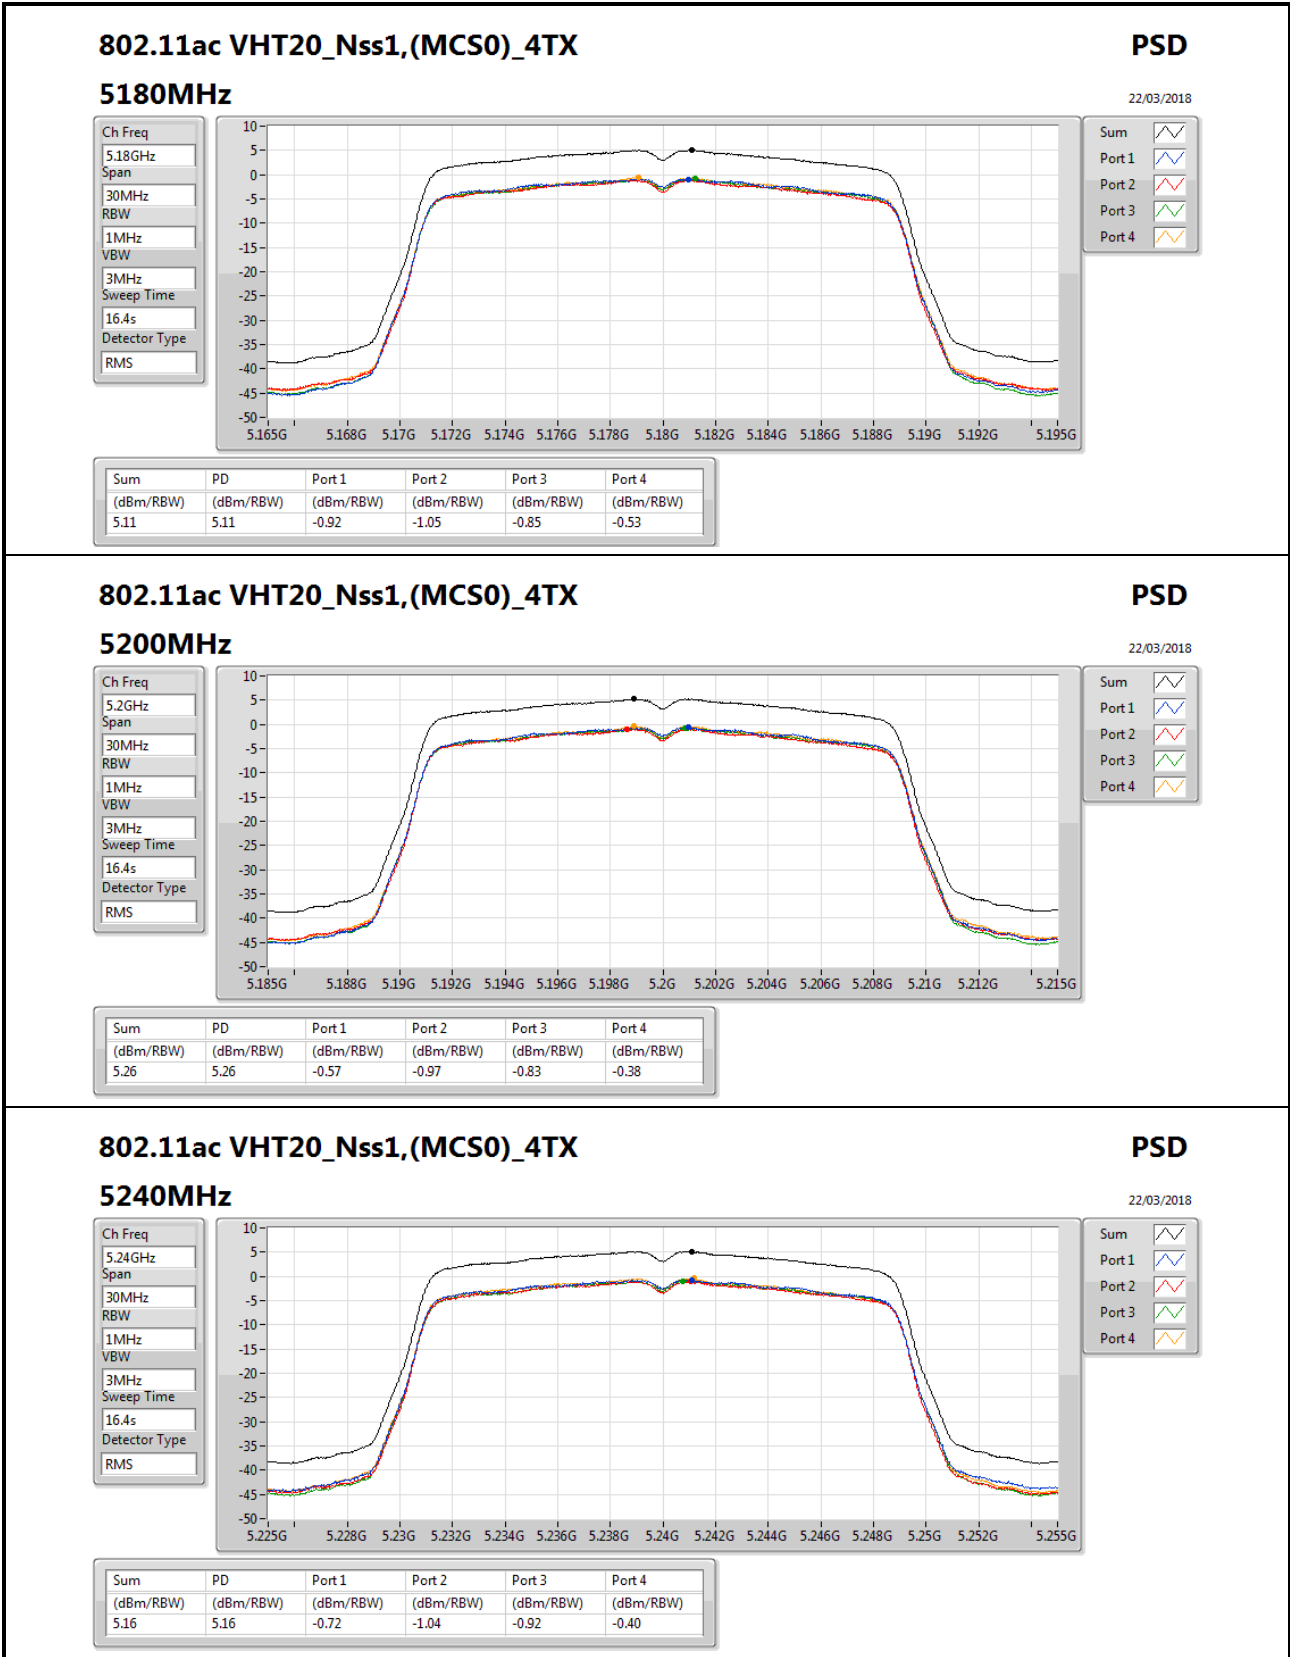 802.11ac VHT20_Nss1,(MCS0)_4TX PSD
5180MHz 22/03/2018
Ch Freq
5.18GHz
Span
30MHz
RBW
1MHz
VBW
3MHz
Sweep Time
16.4s
Detector Type
RMS
10
5
0
-5
-10
-15
-20
-25
-30
-35
-40
-45
-50
5.165G 5.168G 5.17G 5.172G 5.174G 5.176G 5.178G 5.18G 5.182G 5.184G 5.186G 5.188G 5.19G 5.192G 5.195G
Sum
Port 1
Port 2
Port 3
Port 4
Sum PD Port 1 Port 2 Port 3 Port 4
(dBm/RBW) (dBm/RBW) (dBm/RBW) (dBm/RBW) (dBm/RBW) (dBm/RBW)
5.11 5.11 -0.92 -1.05 -0.85 -0.53
802.11ac VHT20_Nss1,(MCS0)_4TX PSD
5200MHz 22/03/2018
Ch Freq
5.2GHz
Span
30MHz
RBW
1MHz
VBW
3MHz
Sweep Time
16.4s
Detector Type
RMS
10
5
0
-5
-10
-15
-20
-25
-30
-35
-40
-45
-50
5.185G 5.188G 5.19G 5.192G 5.194G 5.196G 5.198G 5.2G 5.202G 5.204G 5.206G 5.208G 5.21G 5.212G 5.215G
Sum
Port 1
Port 2
Port 3
Port 4
Sum PD Port 1 Port 2 Port 3 Port 4
(dBm/RBW) (dBm/RBW) (dBm/RBW) (dBm/RBW) (dBm/RBW) (dBm/RBW)
5.26 5.26 -0.57 -0.97 -0.83 -0.38
802.11ac VHT20_Nss1,(MCS0)_4TX PSD
5240MHz 22/03/2018
Ch Freq
5.24GHz
Span
30MHz
RBW
1MHz
VBW
3MHz
Sweep Time
16.4s
Detector Type
RMS
10
5
0
-5
-10
-15
-20
-25
-30
-35
-40
-45
-50
5.225G 5.228G 5.23G 5.232G 5.234G 5.236G 5.238G 5.24G 5.242G 5.244G 5.246G 5.248G 5.25G 5.252G 5.255G
Sum
Port 1
Port 2
Port 3
Port 4
Sum PD Port 1 Port 2 Port 3 Port 4
(dBm/RBW) (dBm/RBW) (dBm/RBW) (dBm/RBW) (dBm/RBW) (dBm/RBW)
5.16 5.16 -0.72 -1.04 -0.92 -0.40